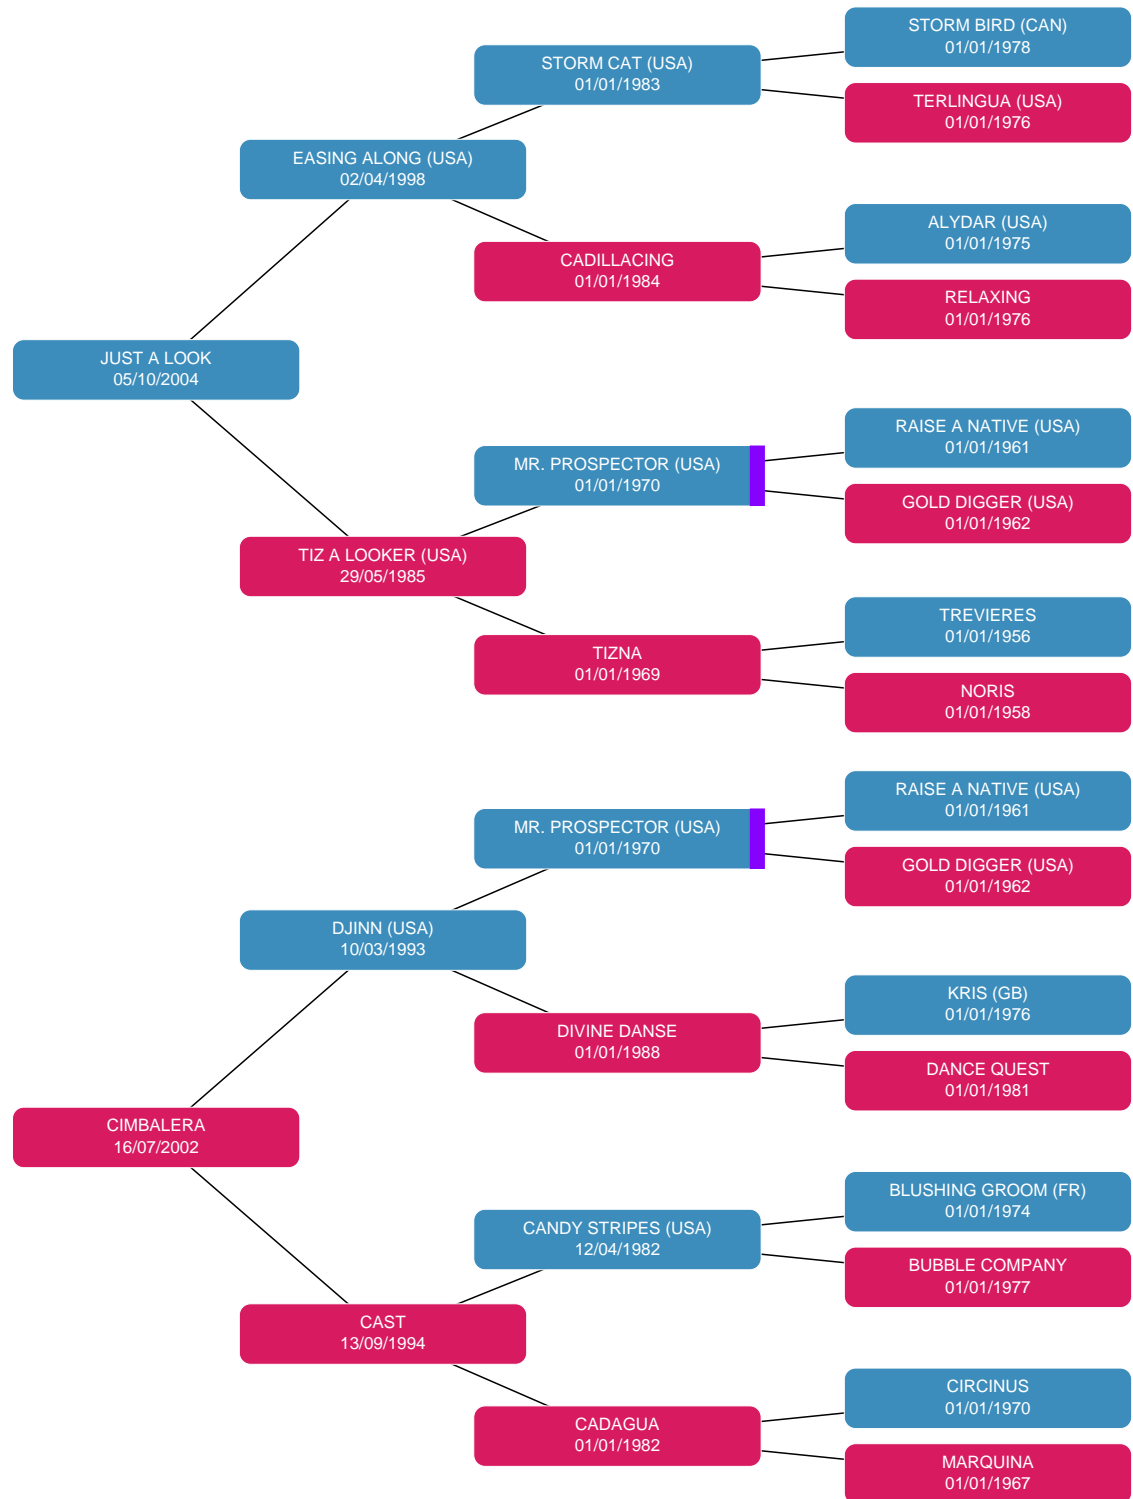 STORM BIRD (CAN)
01/01/1978
STORM CAT (USA)
01/01/1983
TERLINGUA (USA)
01/01/1976
EASING ALONG (USA)
02/04/1998
ALYDAR (USA)
01/01/1975
CADILLACING
01/01/1984
RELAXING
01/01/1976
JUST A LOOK
05/10/2004
RAISE A NATIVE (USA)
01/01/1961
MR. PROSPECTOR (USA)
01/01/1970
GOLD DIGGER (USA)
01/01/1962
TIZ A LOOKER (USA)
29/05/1985
TREVIERES
01/01/1956
TIZNA
01/01/1969
NORIS
01/01/1958
RAISE A NATIVE (USA)
01/01/1961
MR. PROSPECTOR (USA)
01/01/1970
GOLD DIGGER (USA)
01/01/1962
DJINN (USA)
10/03/1993
KRIS (GB)
01/01/1976
DIVINE DANSE
01/01/1988
DANCE QUEST
01/01/1981
CIMBALERA
16/07/2002
BLUSHING GROOM (FR)
01/01/1974
CANDY STRIPES (USA)
12/04/1982
BUBBLE COMPANY
01/01/1977
CAST
13/09/1994
CIRCINUS
01/01/1970
CADAGUA
01/01/1982
MARQUINA
01/01/1967